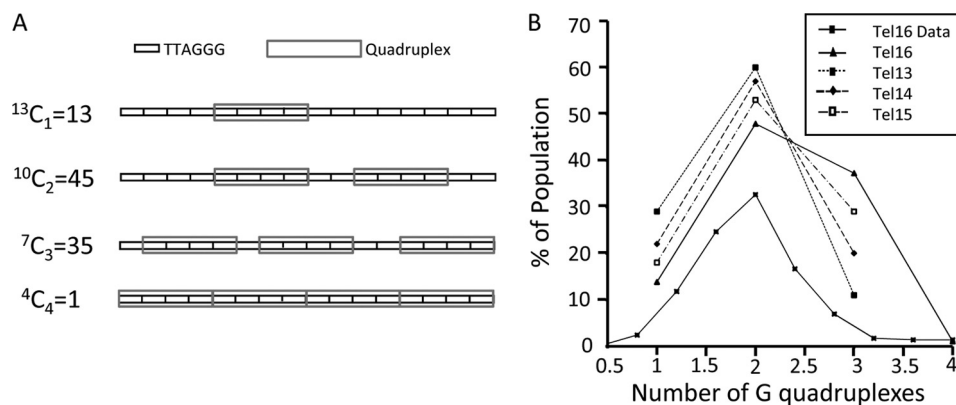 A
TTAGGG
Quadruplex
¹³C₁=13
¹⁰C₂=45
⁷C₃=35
⁴C₄=1
B
% of Population
70
60
50
40
30
20
10
0
0.5
1
1.5
2
2.5
3
3.5
4
Number of G quadruplexes
Tel16 Data
Tel16
Tel13
Tel14
Tel15